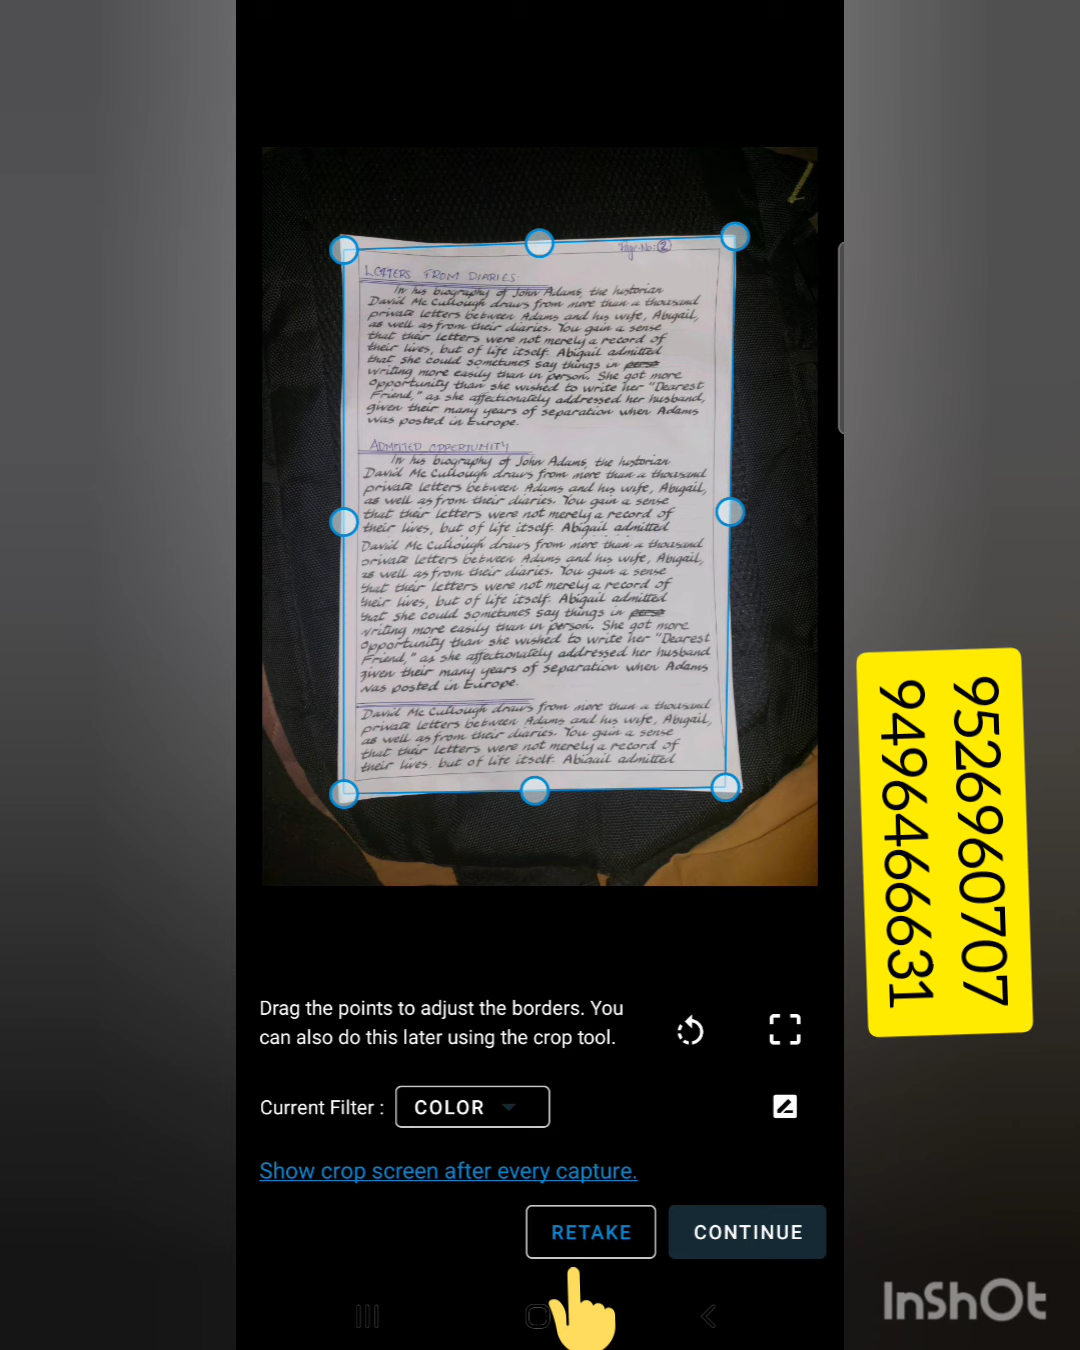 Page No: 2
LETTERS FROM DIARIES
In his biography of John Adams, the historian
David Mc Cullough draws from more than a thousand
private letters between Adams and his wife, Abigail,
as well as from their diaries. You gain a sense
that their letters were not merely a record of
their lives, but of life itself. Abigail admitted
that she could sometimes say things in perso
writing more easily than in person. She got more
opportunity than she wished to write her "Dearest
Friend," as she affectionately addressed her husband,
given their many years of separation when Adams
was posted in Europe.
ADMITTED OPPERTUNITY
In his biography of John Adams, the historian
David Mc Cullough draws from more than a thousand
private letters between Adams and his wife, Abigail,
as well as from their diaries. You gain a sense
that their letters were not merely a record of
their lives, but of life itself. Abigail admitted
David Mc Cullough draws from more than a thousand
private letters between Adams and his wife, Abigail,
as well as from their diaries. You gain a sense
that their letters were not merely a record of
their lives, but of life itself. Abigail admitted
that she could sometimes say things in perso
writing more easily than in person. She got more
opportunity than she wished to write her "Dearest
Friend," as she affectionately addressed her husband
given their many years of separation when Adams
was posted in Europe.
David Mc Cullough draws from more than a thousand
private letters between Adams and his wife, Abigail,
as well as from their diaries. You gain a sense
that their letters were not merely a record of
their lives, but of life itself. Abigail admitted
9526960707
9496466631
Drag the points to adjust the borders. You
can also do this later using the crop tool.
Current Filter : COLOR
Show crop screen after every capture.
RETAKE CONTINUE
InShOt